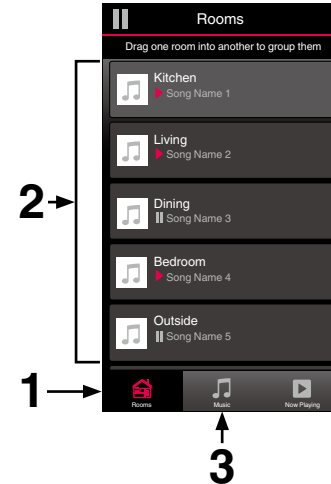 Rooms
Drag one room into another to group them
Kitchen
Song Name 1
Living
Song Name 2
2
Dining
Song Name 3
Bedroom
Song Name 4
Outside
Song Name 5
1
Rooms
Music
Now Playing
3